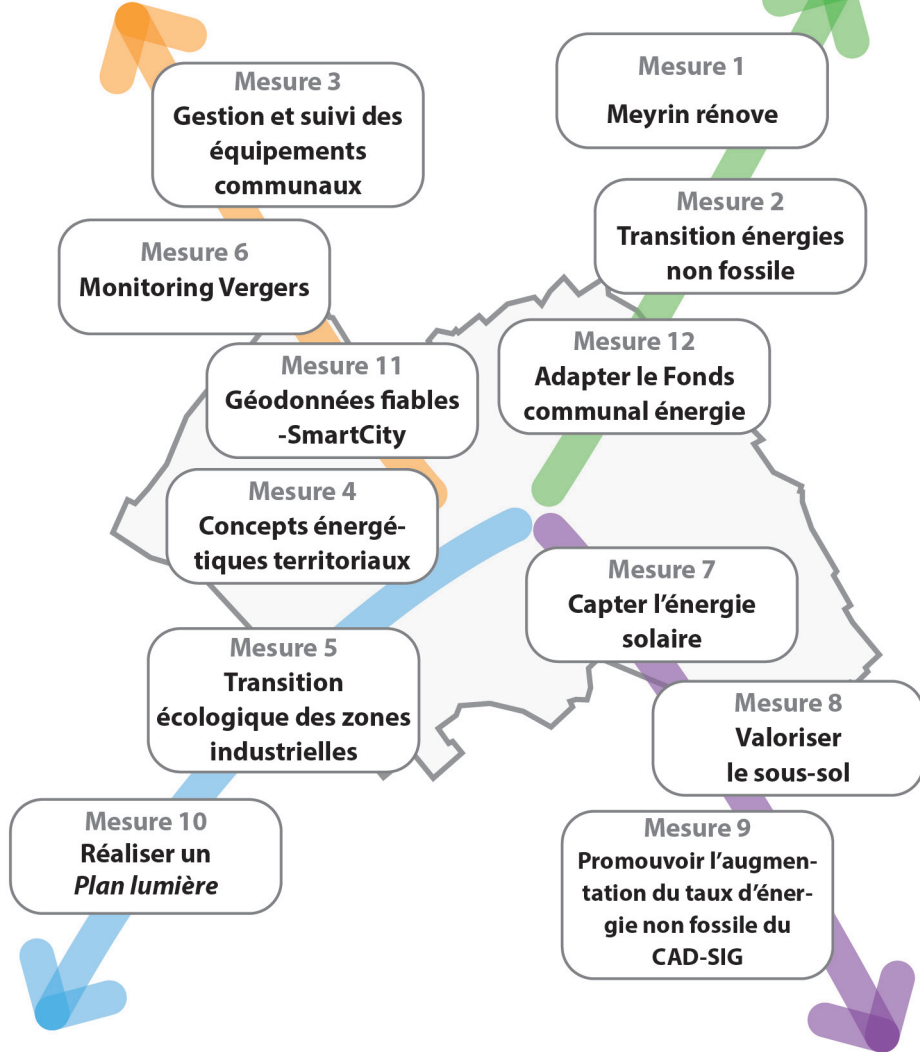 Mesure 3
Gestion et suivi des
équipements
communaux
Mesure 1
Meyrin rénove
Mesure 6
Monitoring Vergers
Mesure 2
Transition énergies
non fossile
Mesure 11
Géodonnées fiables
-SmartCity
Mesure 12
Adapter le Fonds
communal énergie
Mesure 4
Concepts énergé-
tiques territoriaux
Mesure 7
Capter l’énergie
solaire
Mesure 5
Transition
écologique des zones
industrielles
Mesure 8
Valoriser
le sous-sol
Mesure 10
Réaliser un
Plan lumière
Mesure 9
Promouvoir l’augmen-
tation du taux d’éner-
gie non fossile du
CAD-SIG